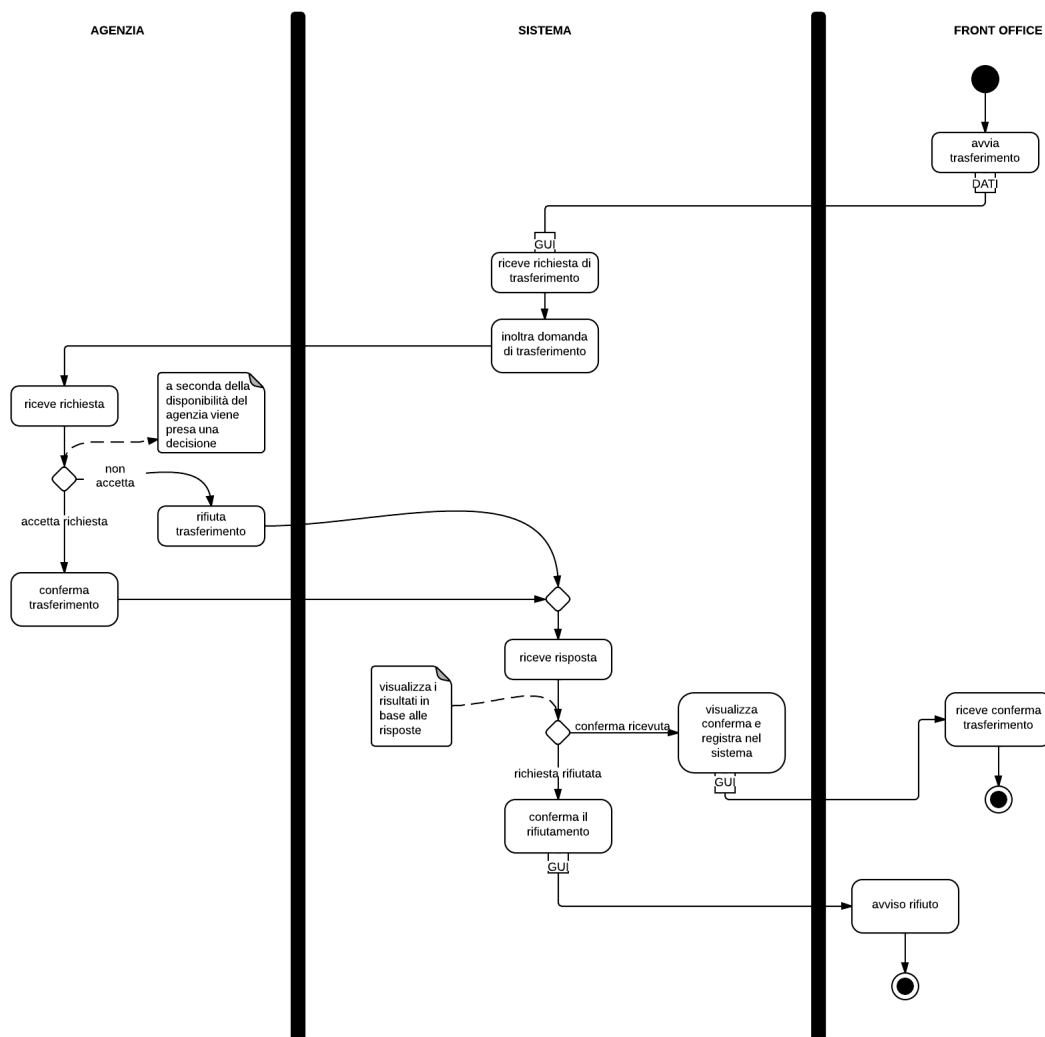 AGENZIA
SISTEMA
FRONT OFFICE
avvia
trasferimento
DATI
GUI
riceve richiesta di
trasferimento
inoltra domanda
di trasferimento
riceve richiesta
a seconda della
disponibilità del
agenzia viene
presa una
decisione
non
accetta
accetta richiesta
rifiuta
trasferimento
conferma
trasferimento
riceve risposta
visualizza i
risultati in
base alle
risposte
conferma ricevuta
visualizza
conferma e
registra nel
sistema
GUI
riceve conferma
trasferimento
richiesta rifiutata
conferma il
rifiutamento
GUI
avviso rifiuto